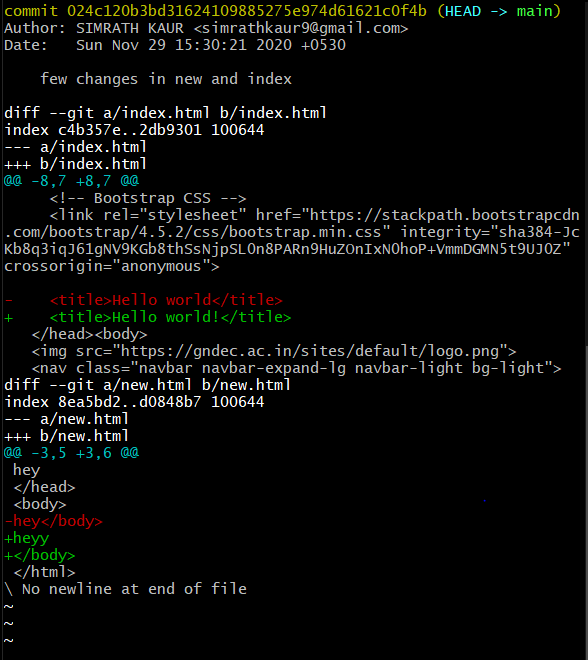 commit 024c120b3bd31624109885275e974d61621c0f4b (HEAD -> main)
Author: SIMRATH KAUR <simrathkaur9@gmail.com>
Date:   Sun Nov 29 15:30:21 2020 +0530

    few changes in new and index

diff --git a/index.html b/index.html
index c4b357e..2db9301 100644
--- a/index.html
+++ b/index.html
@@ -8,7 +8,7 @@
     <!-- Bootstrap CSS -->
     <link rel="stylesheet" href="https://stackpath.bootstrapcdn
.com/bootstrap/4.5.2/css/bootstrap.min.css" integrity="sha384-Jc
Kb8q3iqJ61gNV9KGb8thSsNjpSL0n8PARn9HuZOnIxN0hoP+VmmDGMN5t9UJ0Z"
crossorigin="anonymous">

-    <title>Hello world</title>
+    <title>Hello world!</title>
   </head><body>
   <img src="https://gndec.ac.in/sites/default/logo.png">
   <nav class="navbar navbar-expand-lg navbar-light bg-light">
diff --git a/new.html b/new.html
index 8ea5bd2..d0848b7 100644
--- a/new.html
+++ b/new.html
@@ -3,5 +3,6 @@
 hey
 </head>
 <body>
-hey</body>
+heyy
+</body>
 </html>
\ No newline at end of file
~
~
~